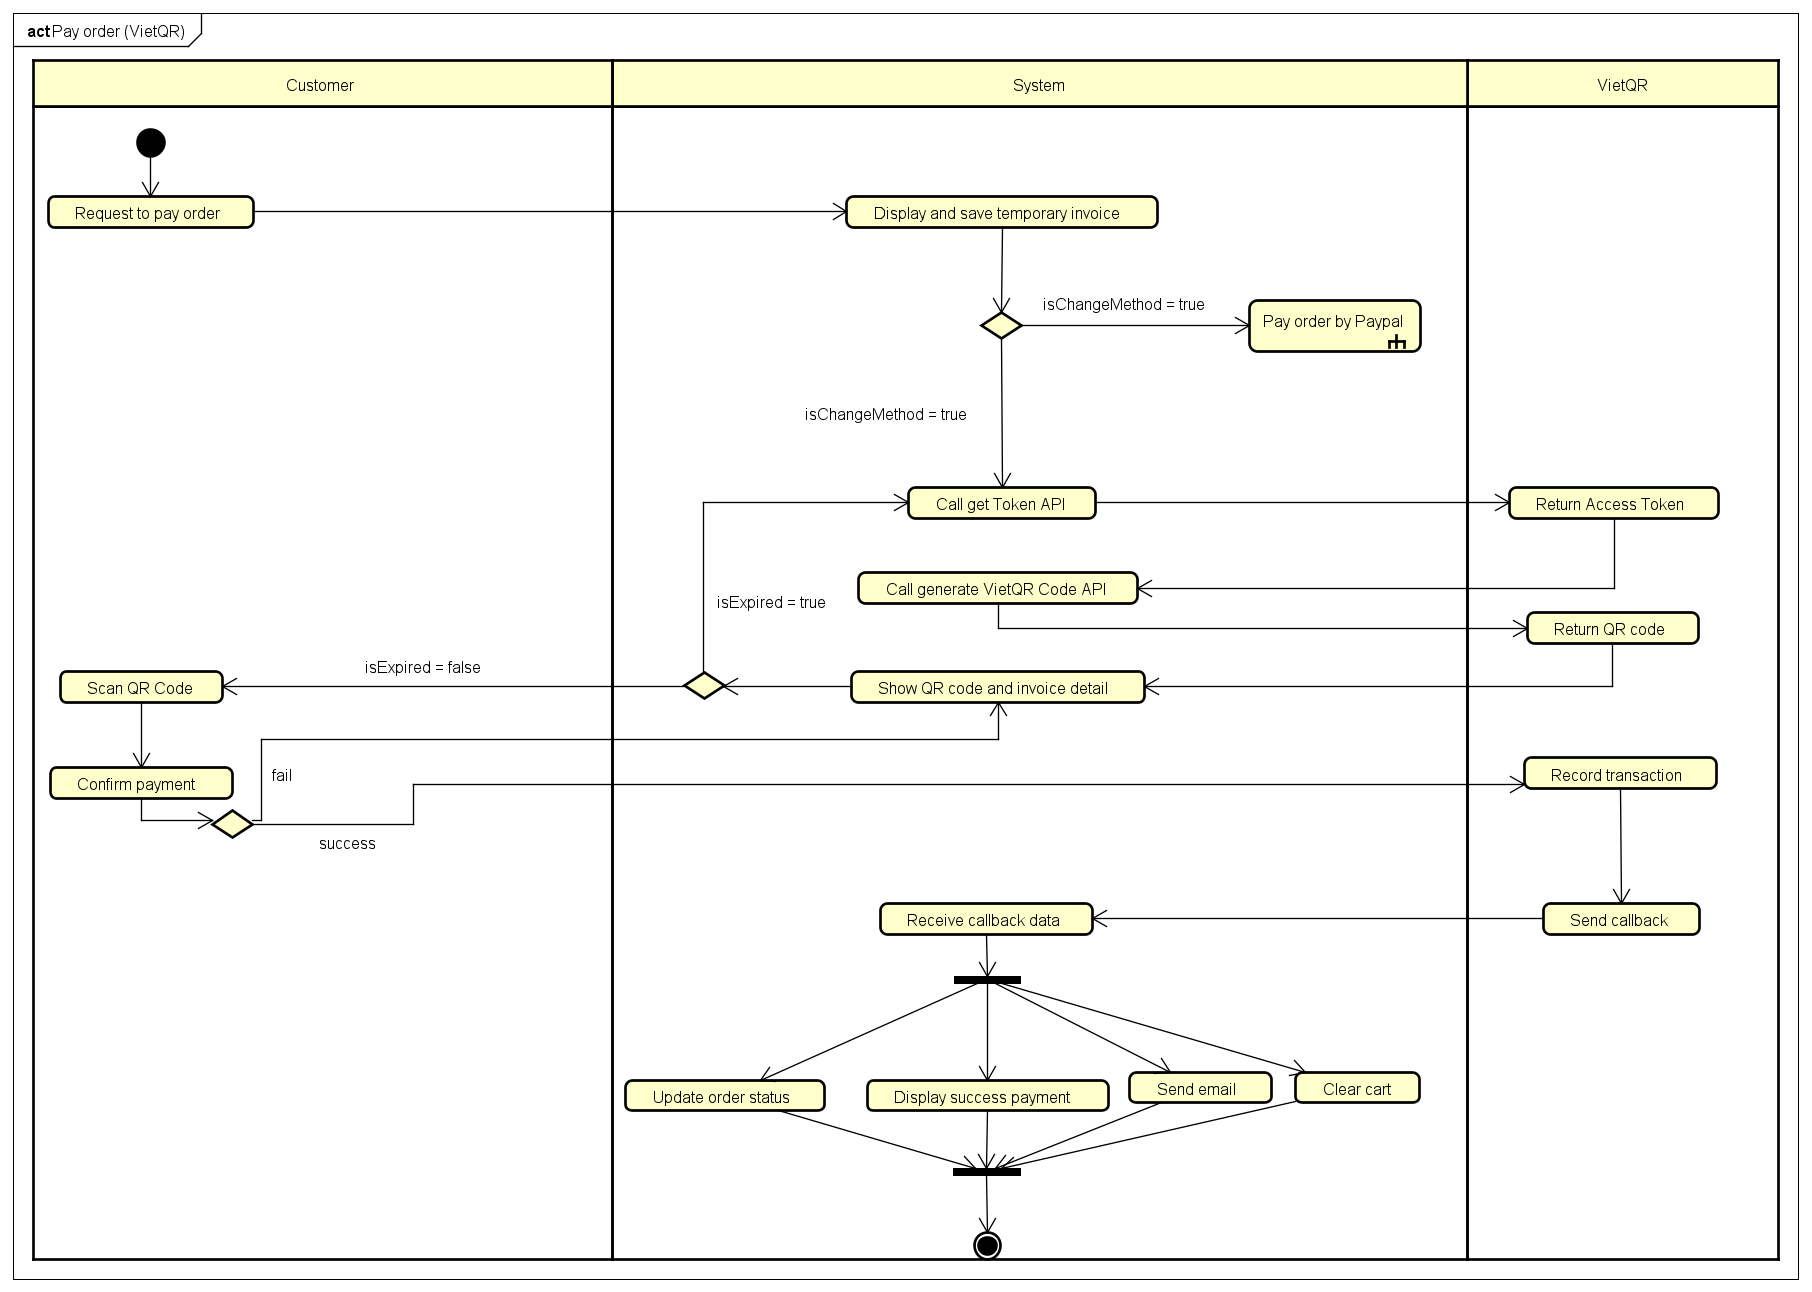 act Pay order (VietQR)
Customer
System
VietQR
Request to pay order
Display and save temporary invoice
isChangeMethod = true
Pay order by Paypal
isChangeMethod = true
Call get Token API
Return Access Token
Call generate VietQR Code API
isExpired = true
Return QR code
isExpired = false
Scan QR Code
Show QR code and invoice detail
fail
Confirm payment
Record transaction
success
Receive callback data
Send callback
Update order status
Display success payment
Send email
Clear cart